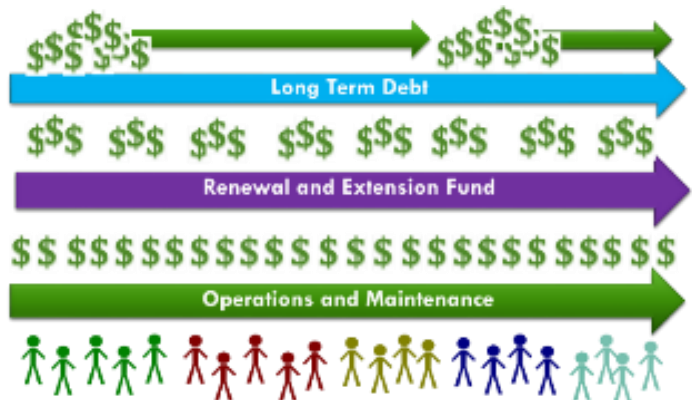 Long Term Debt
Renewal and Extension Fund
Operations and Maintenance